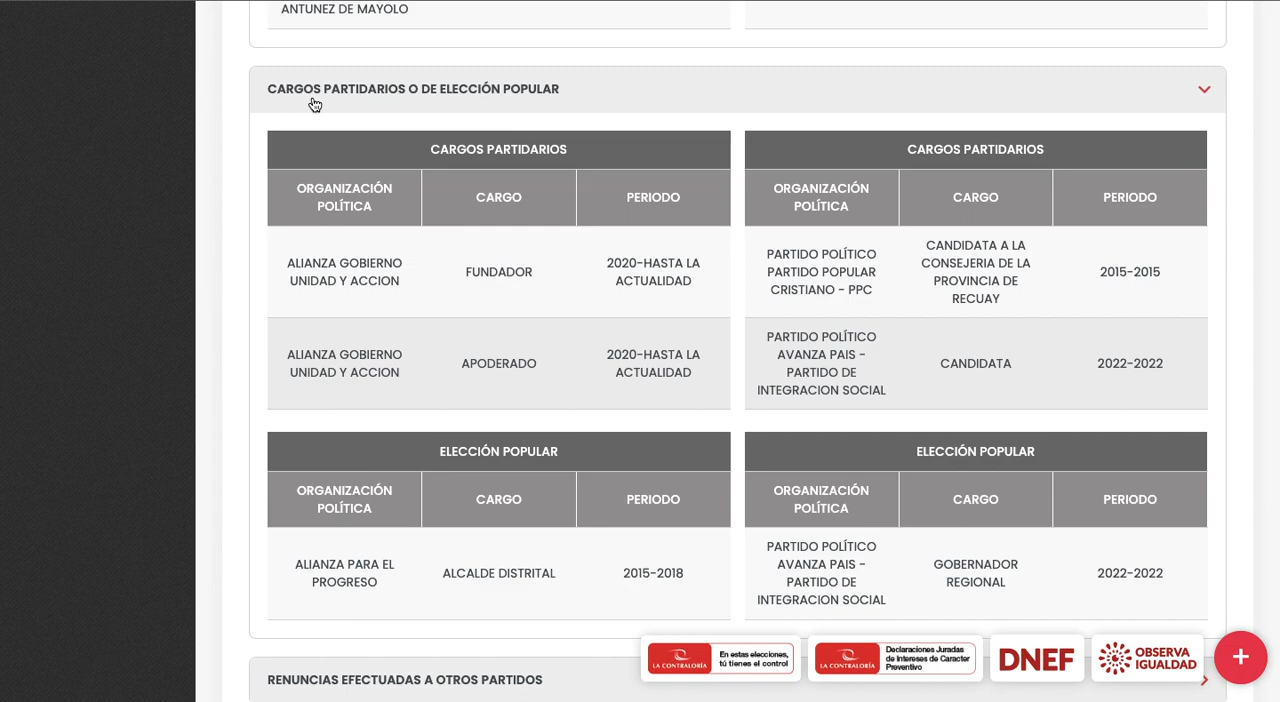 ANTUNEZ DE MAYOLO
CARGOS PARTIDARIOS O DE ELECCIÓN POPULAR
CARGOS PARTIDARIOS
ORGANIZACIÓN
POLÍTICA
CARGO
PERIODO
ALIANZA GOBIERNO
UNIDAD Y ACCION
FUNDADOR
2020-HASTA LA
ACTUALIDAD
ALIANZA GOBIERNO
UNIDAD Y ACCION
APODERADO
2020-HASTA LA
ACTUALIDAD
CARGOS PARTIDARIOS
ORGANIZACIÓN
POLÍTICA
CARGO
PERIODO
PARTIDO POLÍTICO
PARTIDO POPULAR
CRISTIANO - PPC
CANDIDATA A LA
CONSEJERIA DE LA
PROVINCIA DE
RECUAY
2015-2015
PARTIDO POLÍTICO
AVANZA PAIS -
PARTIDO DE
INTEGRACION SOCIAL
CANDIDATA
2022-2022
ELECCIÓN POPULAR
ORGANIZACIÓN
POLÍTICA
CARGO
PERIODO
ALIANZA PARA EL
PROGRESO
ALCALDE DISTRITAL
2015-2018
ELECCIÓN POPULAR
ORGANIZACIÓN
POLÍTICA
CARGO
PERIODO
PARTIDO POLÍTICO
AVANZA PAIS -
PARTIDO DE
INTEGRACION SOCIAL
GOBERNADOR
REGIONAL
2022-2022
RENUNCIAS EFECTUADAS A OTROS PARTIDOS
LA CONTRALORÍA
En estas elecciones,
tú tienes el control
LA CONTRALORÍA
Declaraciones Juradas
de Intereses de Caracter
Preventivo
DNEF
OBSERVA
IGUALDAD
+